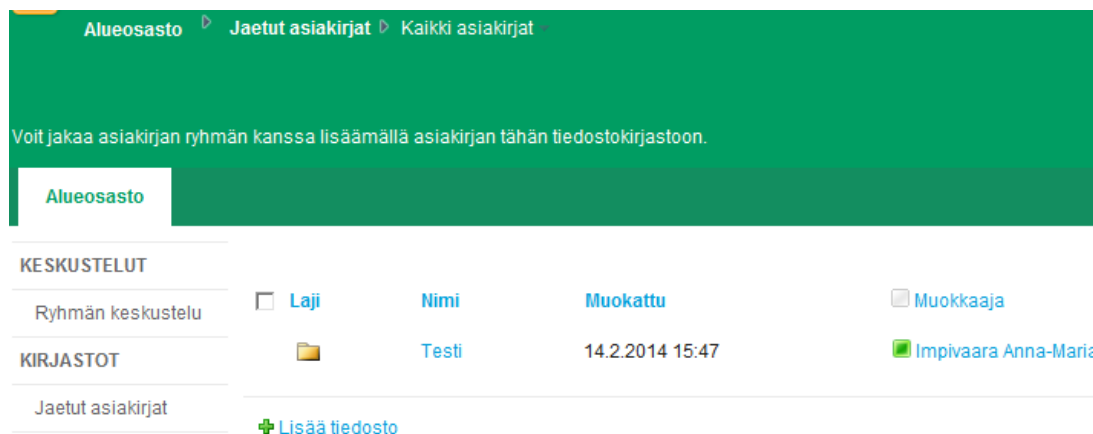 Alueosasto Jaetut asiakirjat Kaikki asiakirjat
Voit jakaa asiakirjan ryhmän kanssa lisäämällä asiakirjan tähän tiedostokirjastoon.
Alueosasto
KESKUSTELUT
Ryhmän keskustelu
KIRJASTOT
Jaetut asiakirjat
Laji Nimi Muokattu Muokkaaja
Testi 14.2.2014 15:47 Impivaara Anna-Maria
Lisää tiedosto